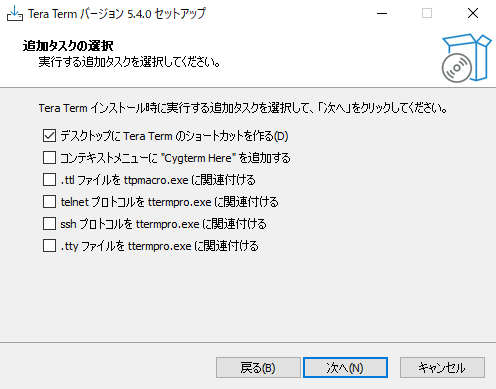 Tera Term バージョン 5.4.0 セットアップ
追加タスクの選択
実行する追加タスクを選択してください。
Tera Term インストール時に実行する追加タスクを選択して、「次へ」をクリックしてください。
デスクトップに Tera Term のショートカットを作る(D)
コンテキストメニューに "Cygterm Here" を追加する
.ttl ファイルを ttpmacro.exe に関連付ける
telnet プロトコルを ttermpro.exe に関連付ける
ssh プロトコルを ttermpro.exe に関連付ける
.tty ファイルを ttermpro.exe に関連付ける
戻る(B) 次へ(N) キャンセル